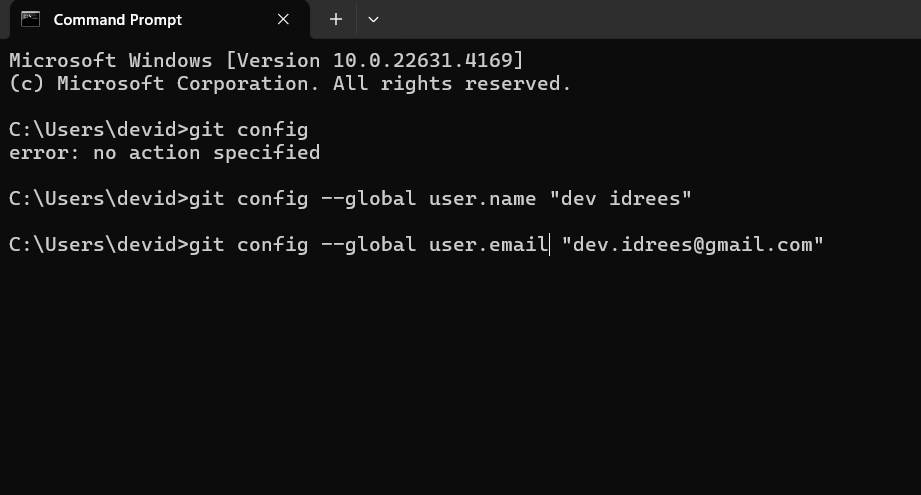 Command Prompt
Microsoft Windows [Version 10.0.22631.4169]
(c) Microsoft Corporation. All rights reserved.
C:\Users\devid>git config
error: no action specified
C:\Users\devid>git config --global user.name "dev idrees"
C:\Users\devid>git config --global user.email "dev.idrees@gmail.com"